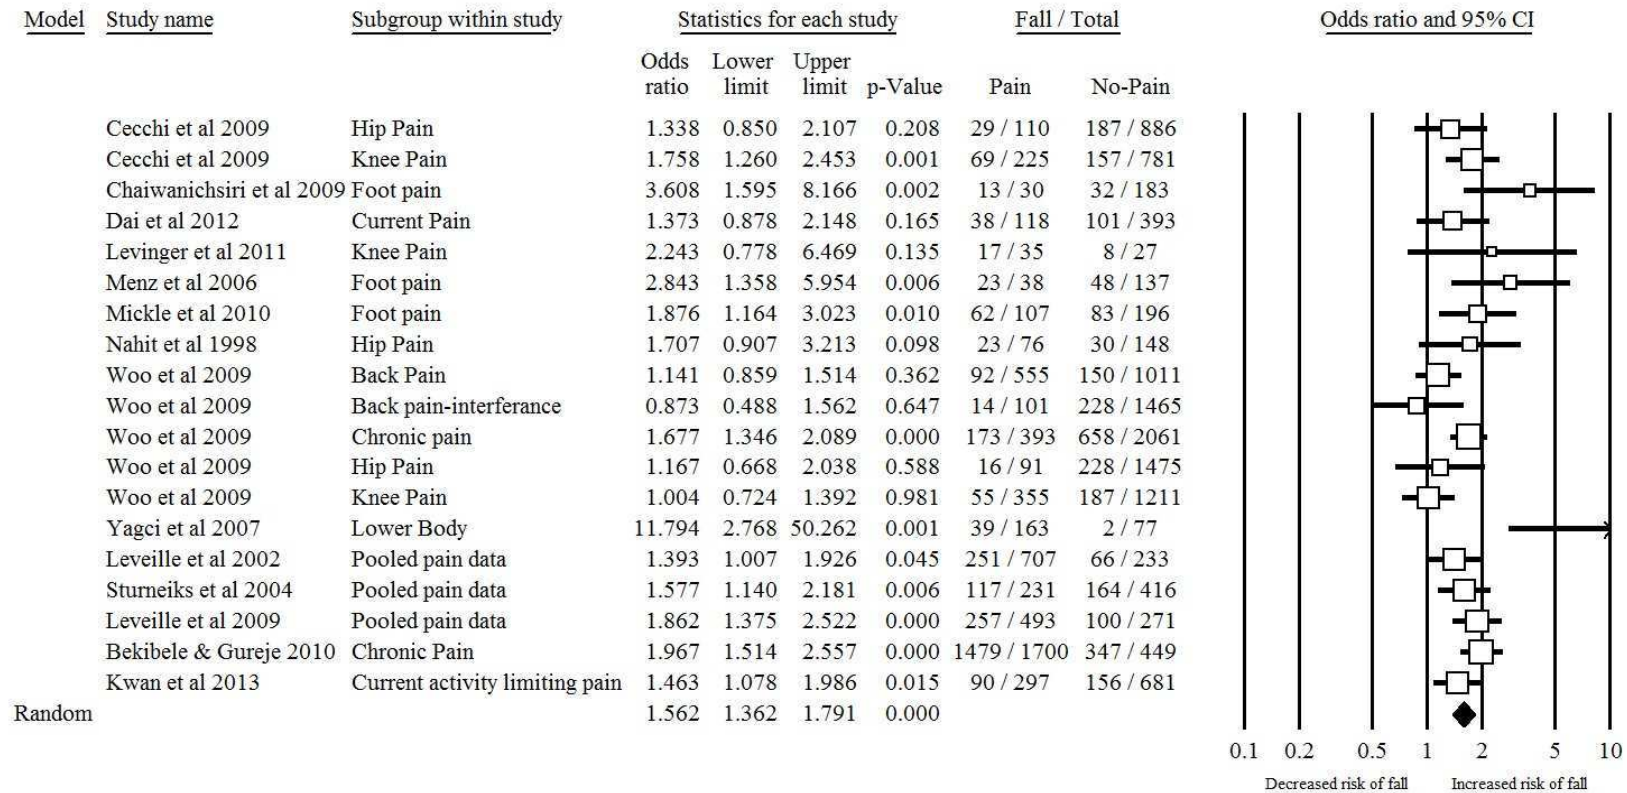 Model Study name Subgroup within study Statistics for each study Fall / Total Odds ratio and 95% CI
Odds Lower Upper
ratio limit limit p-Value Pain No-Pain
Cecchi et al 2009 Hip Pain 1.338 0.850 2.107 0.208 29 / 110 187 / 886
Cecchi et al 2009 Knee Pain 1.758 1.260 2.453 0.001 69 / 225 157 / 781
Chaiwanichsiri et al 2009 Foot pain 3.608 1.595 8.166 0.002 13 / 30 32 / 183
Dai et al 2012 Current Pain 1.373 0.878 2.148 0.165 38 / 118 101 / 393
Levinger et al 2011 Knee Pain 2.243 0.778 6.469 0.135 17 / 35 8 / 27
Menz et al 2006 Foot pain 2.843 1.358 5.954 0.006 23 / 38 48 / 137
Mickle et al 2010 Foot pain 1.876 1.164 3.023 0.010 62 / 107 83 / 196
Nahit et al 1998 Hip Pain 1.707 0.907 3.213 0.098 23 / 76 30 / 148
Woo et al 2009 Back Pain 1.141 0.859 1.514 0.362 92 / 555 150 / 1011
Woo et al 2009 Back pain-interferance 0.873 0.488 1.562 0.647 14 / 101 228 / 1465
Woo et al 2009 Chronic pain 1.677 1.346 2.089 0.000 173 / 393 658 / 2061
Woo et al 2009 Hip Pain 1.167 0.668 2.038 0.588 16 / 91 228 / 1475
Woo et al 2009 Knee Pain 1.004 0.724 1.392 0.981 55 / 355 187 / 1211
Yagci et al 2007 Lower Body 11.794 2.768 50.262 0.001 39 / 163 2 / 77
Leveille et al 2002 Pooled pain data 1.393 1.007 1.926 0.045 251 / 707 66 / 233
Sturneiks et al 2004 Pooled pain data 1.577 1.140 2.181 0.006 117 / 231 164 / 416
Leveille et al 2009 Pooled pain data 1.862 1.375 2.522 0.000 257 / 493 100 / 271
Bekibele & Gureje 2010 Chronic Pain 1.967 1.514 2.557 0.000 1479 / 1700 347 / 449
Kwan et al 2013 Current activity limiting pain 1.463 1.078 1.986 0.015 90 / 297 156 / 681
Random 1.562 1.362 1.791 0.000
0.1 0.2 0.5 1 2 5 10
Decreased risk of fall Increased risk of fall